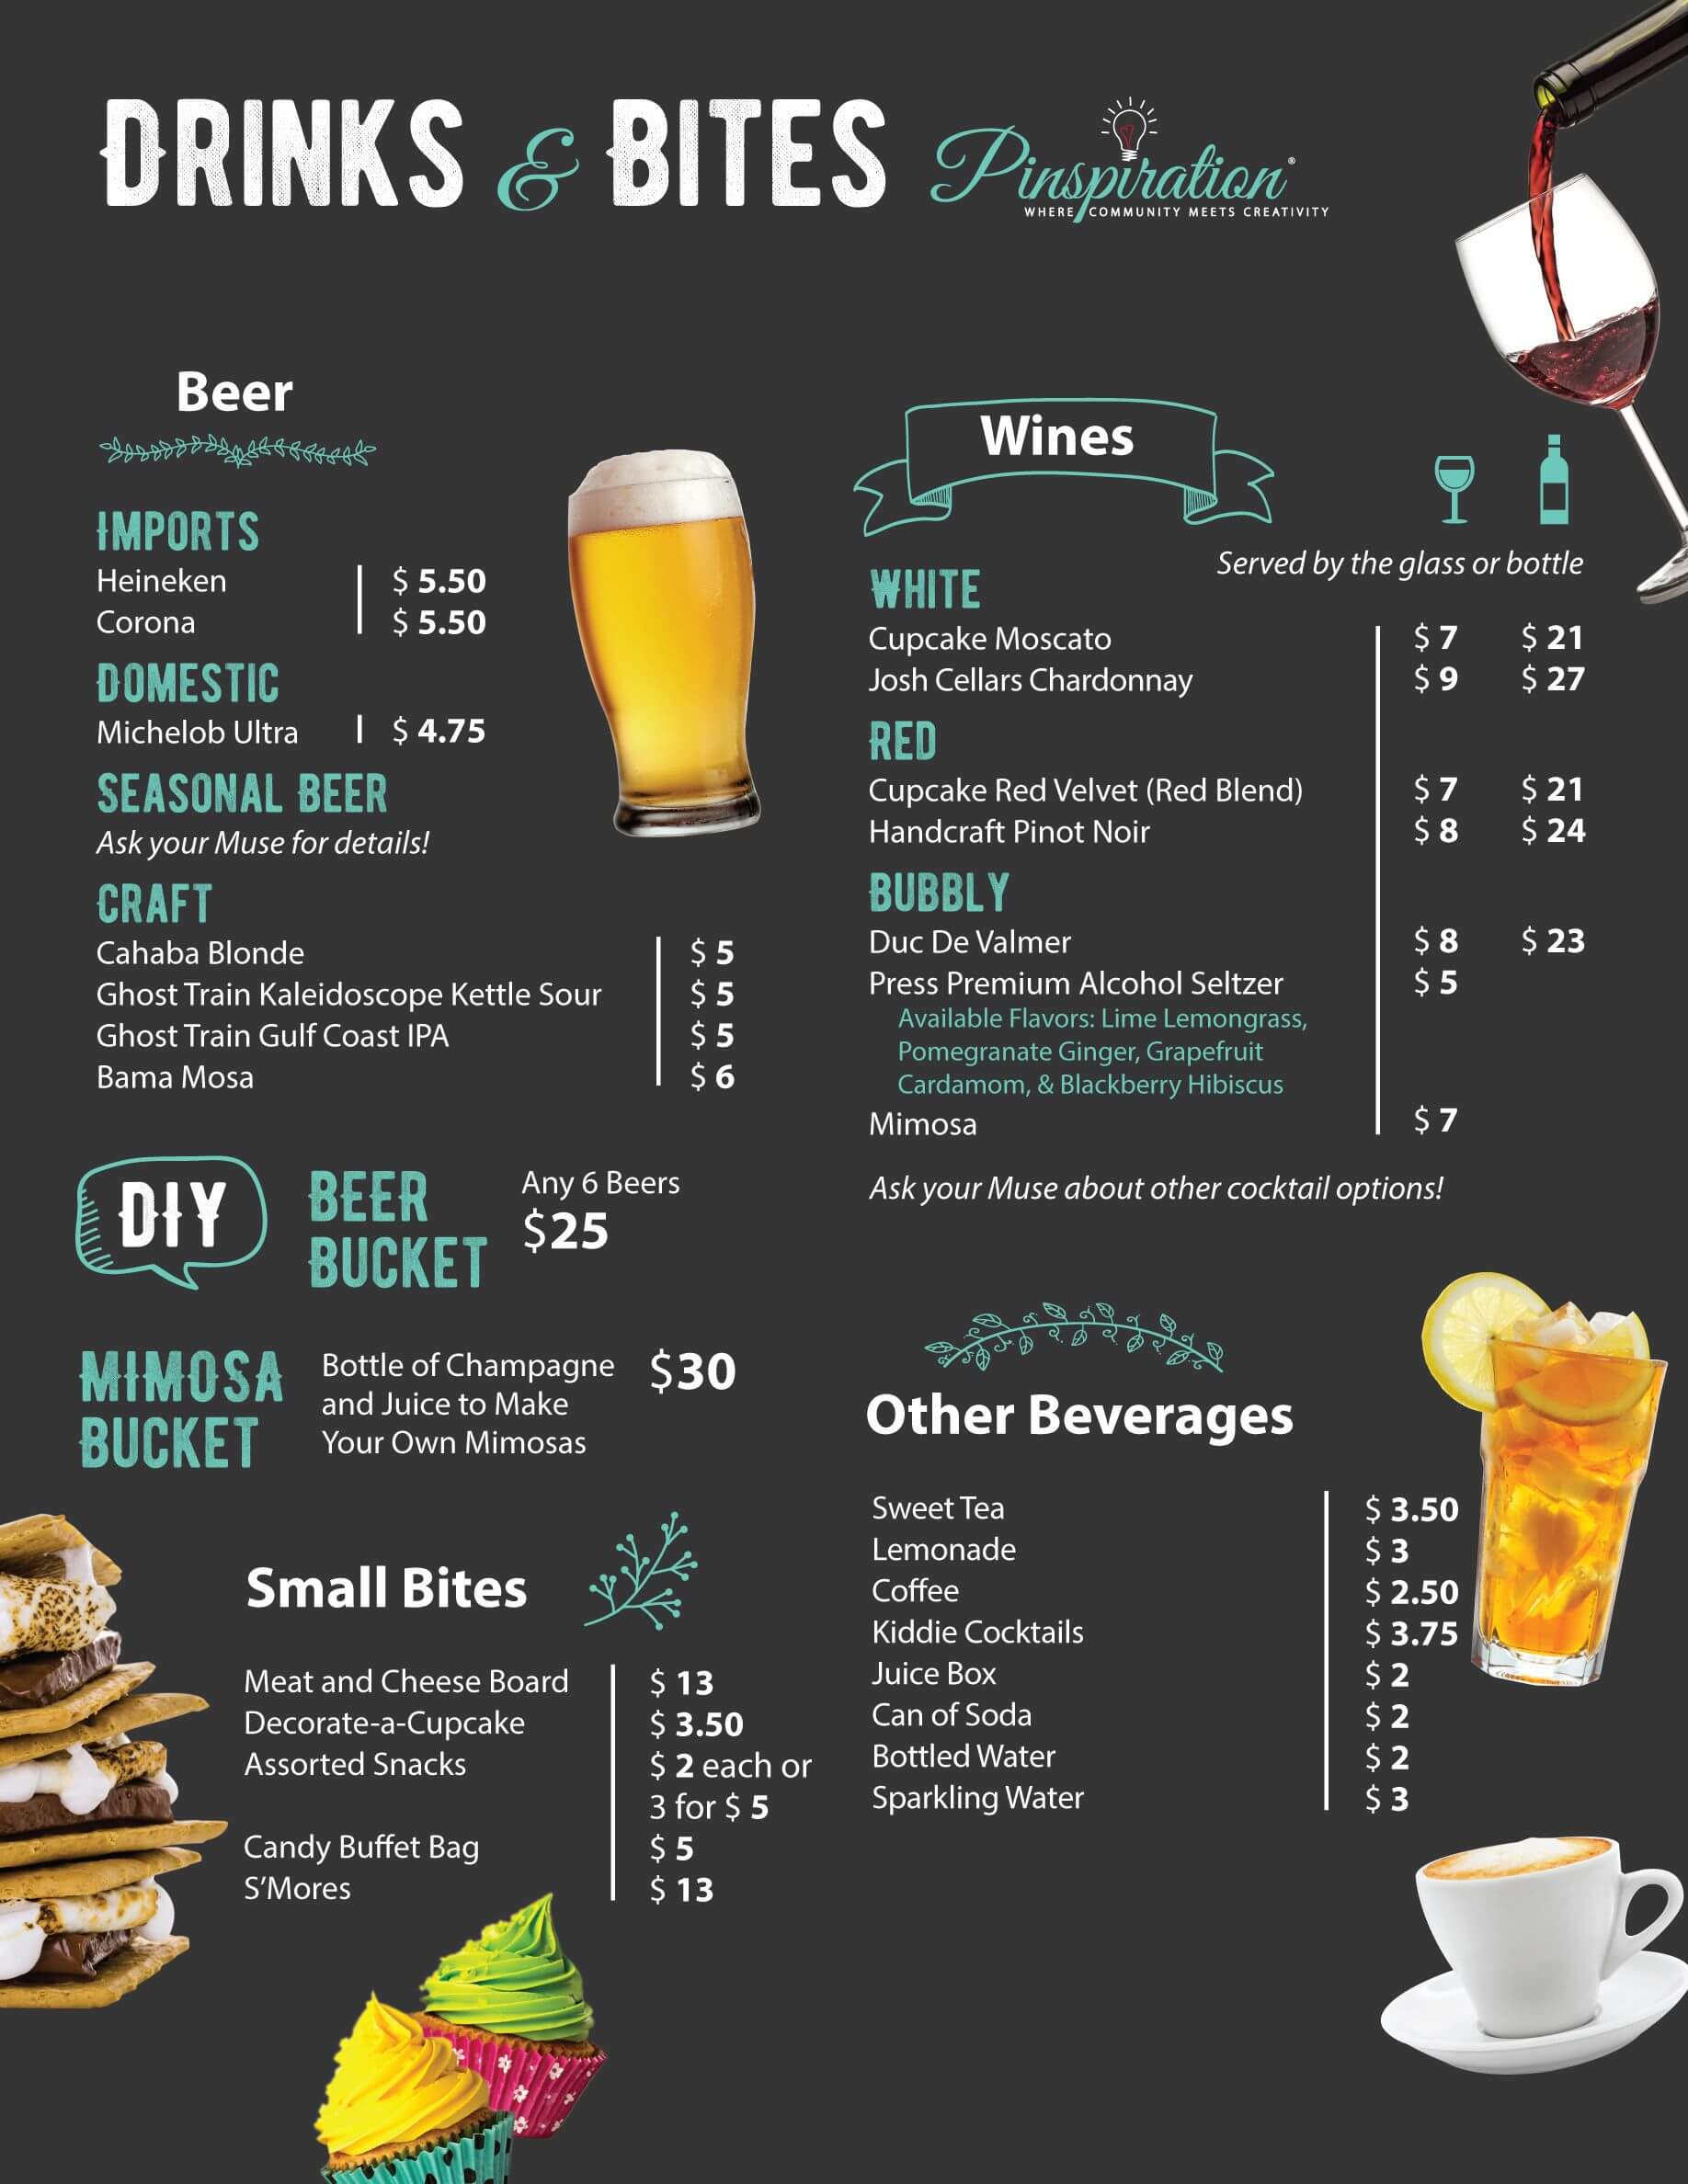 DRINKS & BITES
Pinspiration®
WHERE COMMUNITY MEETS CREATIVITY
Beer
IMPORTS
Heineken $ 5.50
Corona $ 5.50
DOMESTIC
Michelob Ultra $ 4.75
SEASONAL BEER
Ask your Muse for details!
CRAFT
Cahaba Blonde $ 5
Ghost Train Kaleidoscope Kettle Sour $ 5
Ghost Train Gulf Coast IPA $ 5
Bama Mosa $ 6
DIY
BEER
BUCKET
Any 6 Beers
$25
MIMOSA
BUCKET
Bottle of Champagne
and Juice to Make
Your Own Mimosas
$30
Small Bites
Meat and Cheese Board $ 13
Decorate-a-Cupcake $ 3.50
Assorted Snacks $ 2 each or
3 for $ 5
Candy Buffet Bag $ 5
S'Mores $ 13
Wines
Served by the glass or bottle
WHITE
Cupcake Moscato $ 7 $ 21
Josh Cellars Chardonnay $ 9 $ 27
RED
Cupcake Red Velvet (Red Blend) $ 7 $ 21
Handcraft Pinot Noir $ 8 $ 24
BUBBLY
Duc De Valmer $ 8 $ 23
Press Premium Alcohol Seltzer $ 5
Available Flavors: Lime Lemongrass,
Pomegranate Ginger, Grapefruit
Cardamom, & Blackberry Hibiscus
Mimosa $ 7
Ask your Muse about other cocktail options!
Other Beverages
Sweet Tea $ 3.50
Lemonade $ 3
Coffee $ 2.50
Kiddie Cocktails $ 3.75
Juice Box $ 2
Can of Soda $ 2
Bottled Water $ 2
Sparkling Water $ 3